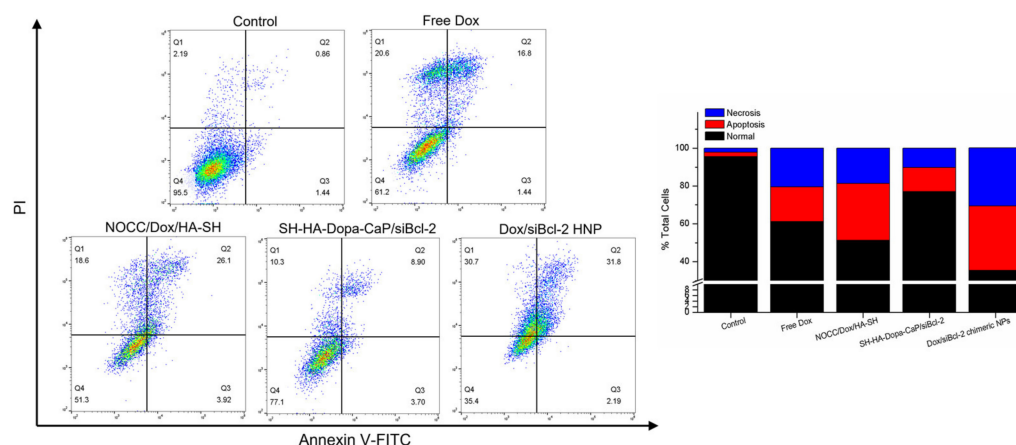 Control
Free Dox
Q1
2.19
Q2
0.86
Q4
95.5
Q3
1.44
Q1
20.6
Q2
16.8
Q4
61.2
Q3
1.44
NOCC/Dox/HA-SH
SH-HA-Dopa-CaP/siBcl-2
Dox/siBcl-2 HNP
Q1
18.6
Q2
26.1
Q4
51.3
Q3
3.92
Q1
10.3
Q2
8.90
Q4
77.1
Q3
3.70
Q1
30.7
Q2
31.8
Q4
35.4
Q3
2.19
PI
Annexin V-FITC
Necrosis
Apoptosis
Normal
% Total Cells
100
80
60
40
Control
Free Dox
NOCC/Dox/HA-SH
SH-HA-Dopa-CaP/siBcl-2
Dox/siBcl-2 chimeric NPs